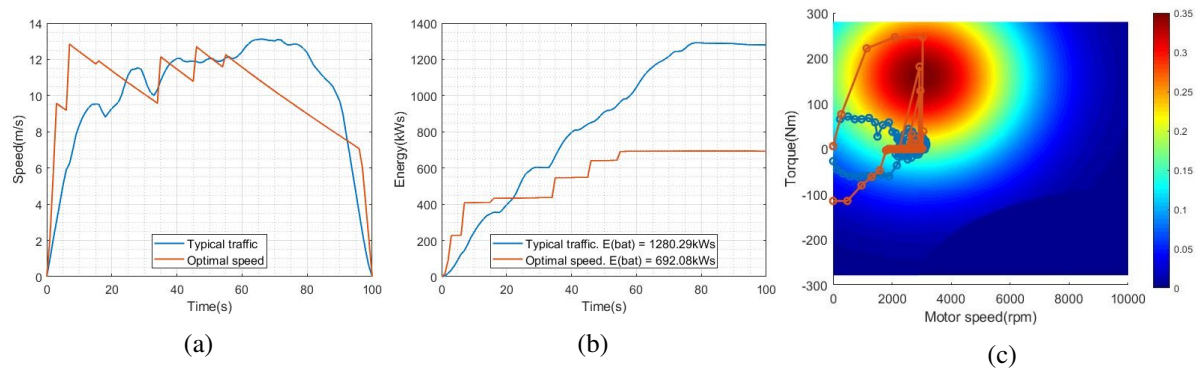 14
12
10
8
6
4
2
0
Speed(m/s)
Typical traffic
Optimal speed
0 20 40 60 80 100
Time(s)
(a)
1400
1200
1000
800
600
400
200
0
Energy(kWs)
Typical traffic. E(bat) = 1280.29kWs
Optimal speed. E(bat) = 692.08kWs
0 20 40 60 80 100
Time(s)
(b)
300
200
100
0
-100
-200
-300
Torque(Nm)
0 2000 4000 6000 8000 10000
Motor speed(rpm)
0.35
0.3
0.25
0.2
0.15
0.1
0.05
0
(c)